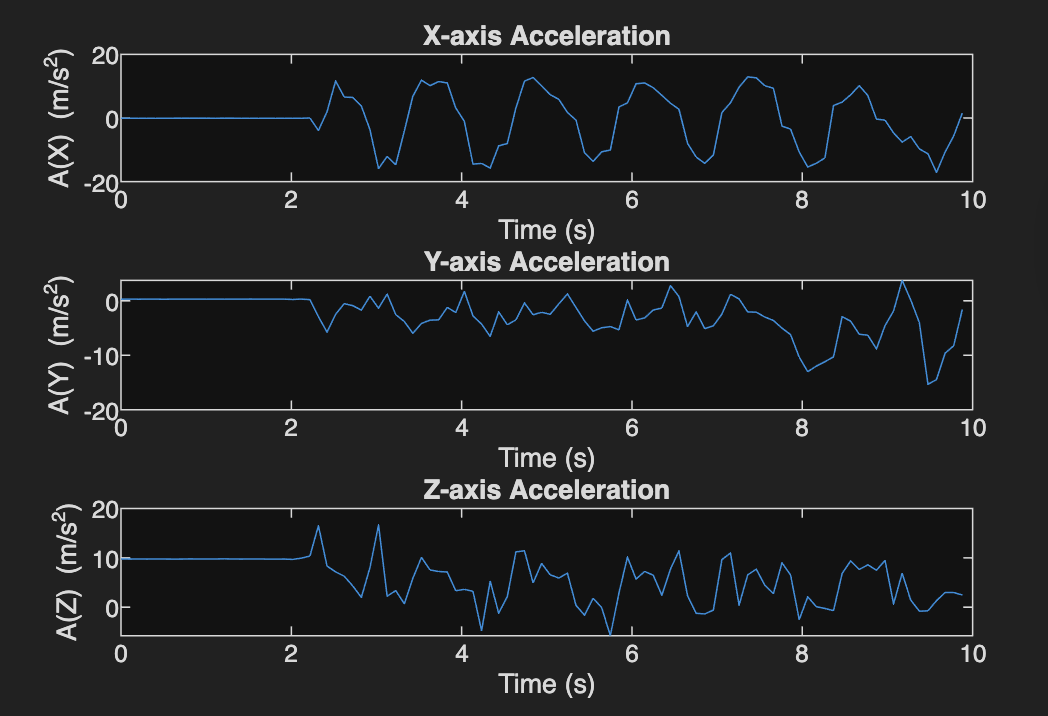 X-axis Acceleration
20
0
-20
A(X) (m/s²)
0 2 4 6 8 10
Time (s)
Y-axis Acceleration
0
-10
-20
A(Y) (m/s²)
0 2 4 6 8 10
Time (s)
Z-axis Acceleration
20
10
0
A(Z) (m/s²)
0 2 4 6 8 10
Time (s)